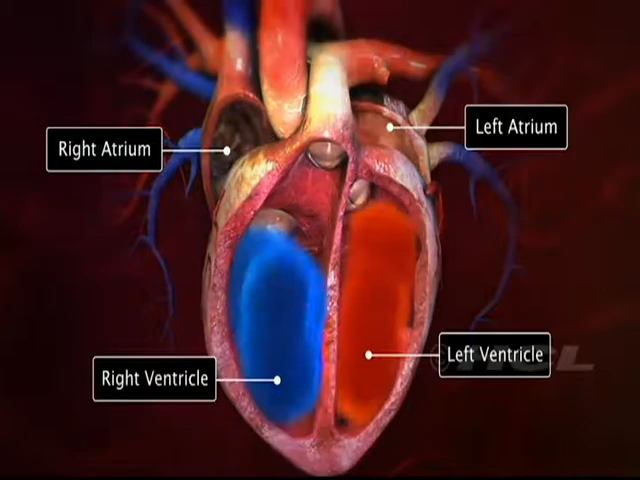 Left Atrium
Right Atrium
Left Ventricle
Right Ventricle